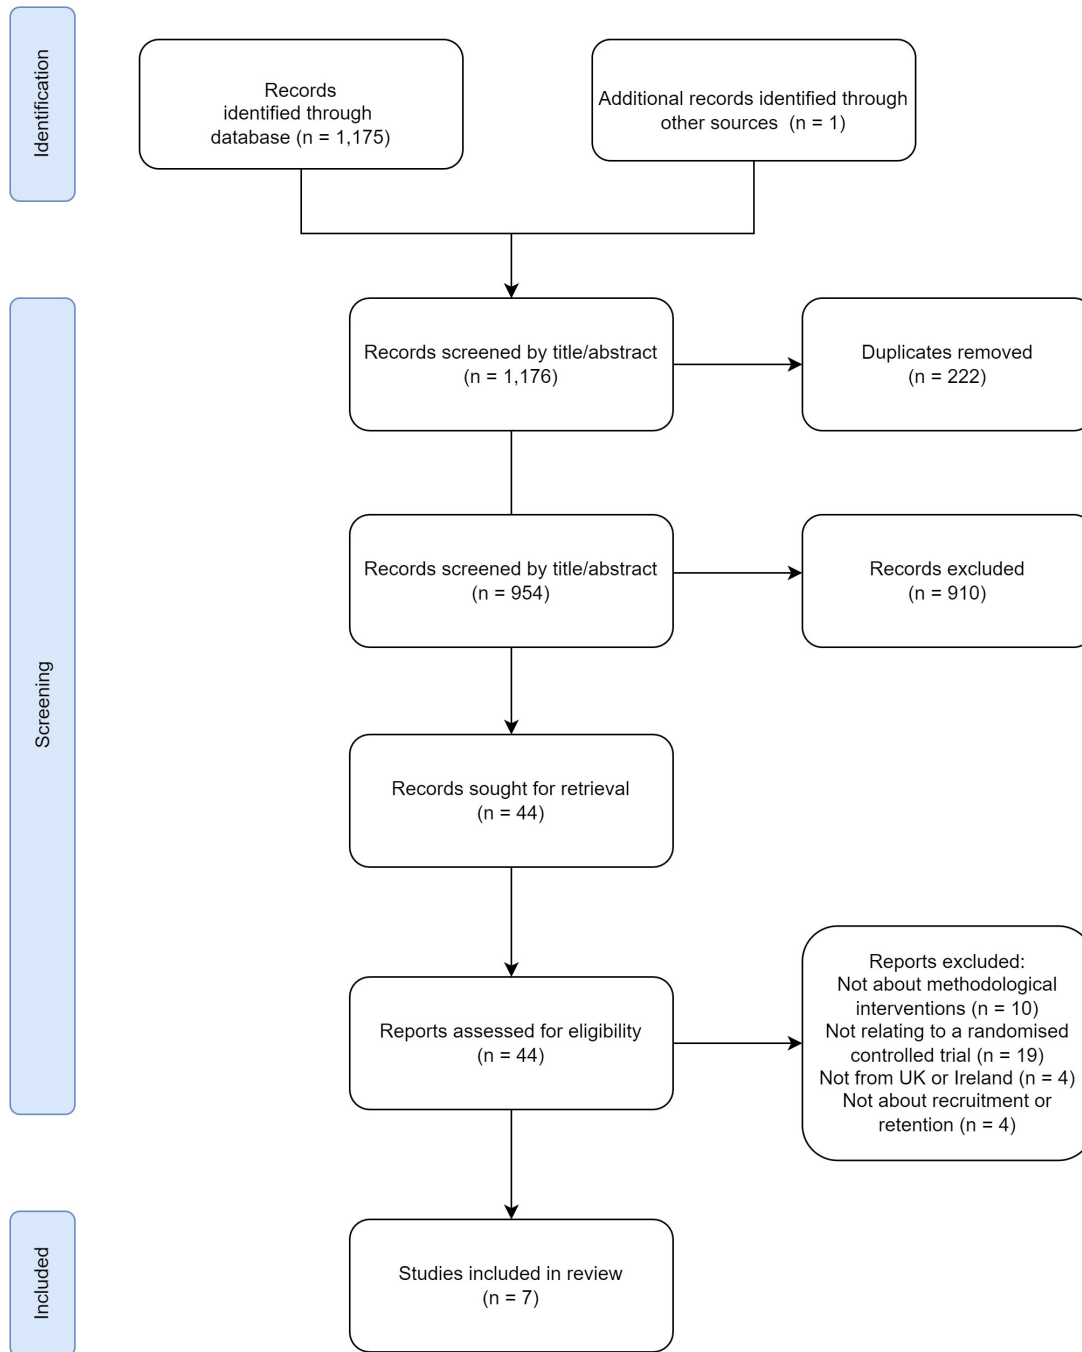 Identification
Records
identified through
database (n = 1,175)
Additional records identified through
other sources (n = 1)
Screening
Records screened by title/abstract
(n = 1,176)
Duplicates removed
(n = 222)
Records screened by title/abstract
(n = 954)
Records excluded
(n = 910)
Records sought for retrieval
(n = 44)
Reports assessed for eligibility
(n = 44)
Reports excluded:
Not about methodological
interventions (n = 10)
Not relating to a randomised
controlled trial (n = 19)
Not from UK or Ireland (n = 4)
Not about recruitment or
retention (n = 4)
Included
Studies included in review
(n = 7)